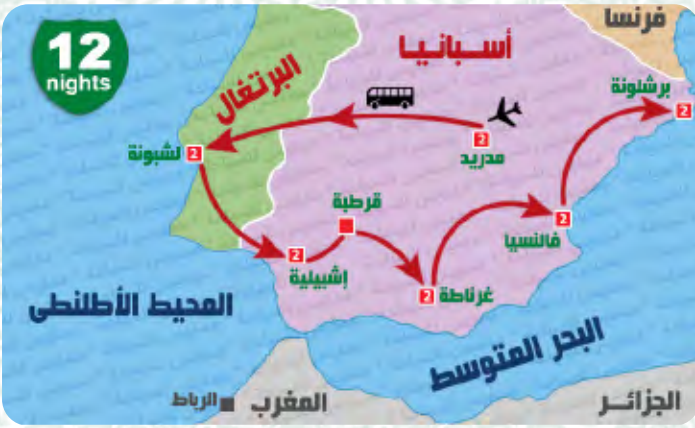 12
nights
فرنسا
أسبانيا
البرتغال
برشلونة
2
2
مدريد
2
لشبونة
قرطبة
2
فالنسيا
2
إشبيلية
2
غرناطة
المحيط الأطلنطى
البحر المتوسط
الرباط
المغرب
الجزائر